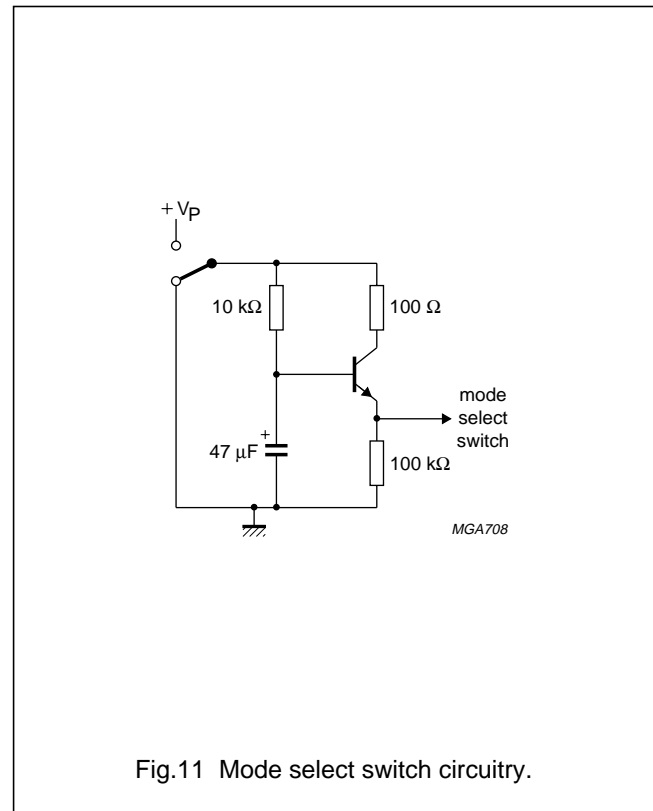 + VP
10 kΩ
100 Ω
mode
select
switch
+
47 μF
100 kΩ
MGA708
Fig.11 Mode select switch circuitry.